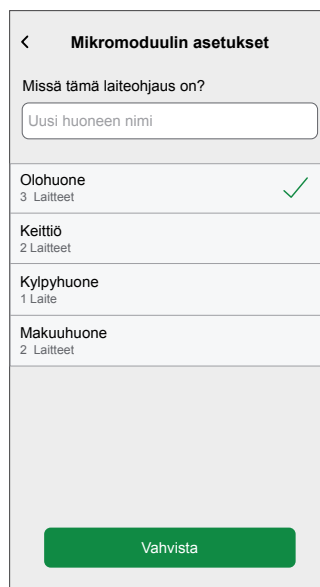 Mikromoduulin asetukset
Missä tämä laiteohjaus on?
Uusi huoneen nimi
Olohuone
3 Laitteet
Keittiö
2 Laitteet
Kylpyhuone
1 Laite
Makuuhuone
2 Laitteet
Vahvista